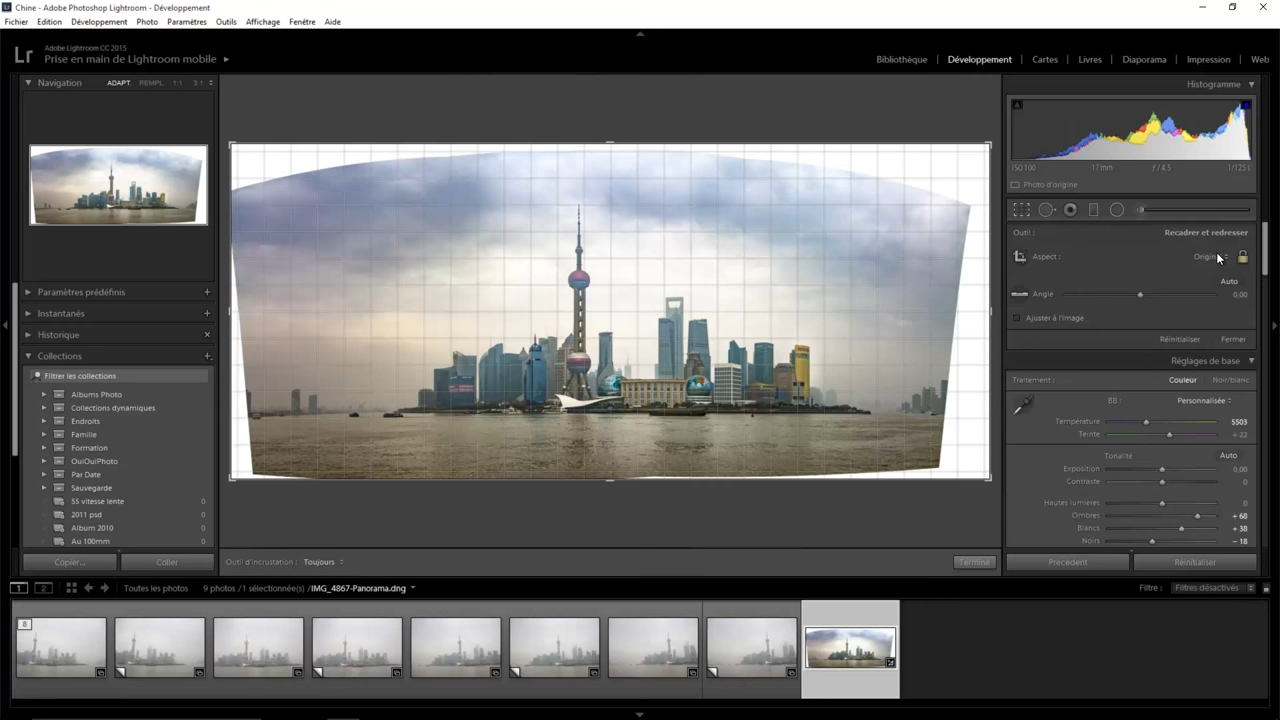 Chine - Adobe Photoshop Lightroom - Développement
Fichier Edition Développement Photo Paramètres Outils Affichage Fenêtre Aide
Lr
Adobe Lightroom CC 2015
Prise en main de Lightroom mobile
Bibliothèque Développement Cartes Livres Diaporama Impression Web
Navigation ADAPT. REMPL. 1:1 3:1
Paramètres prédéfinis +
Instantanés +
Historique ×
Collections +
Filtrer les collections
Albums Photo
Collections dynamiques
Endroits
Famille
Formation
OuiOuiPhoto
Par Date
Sauvegarde
55 vitesse lente 0
2011 psd 0
Album 2010 0
Au 100mm 0
Copier... Coller
Outil d'incrustation : Toujours
Terminé
Histogramme
ISO 100 17 mm ƒ / 4,5 1/125 s
Photo d'origine
Outil : Recadrer et redresser
Aspect : Origin
Auto
Angle 0,00
Ajuster à l'image
Réinitialiser Fermer
Réglages de base
Traitement : Couleur Noir/blanc
BB : Personnalisée
Température 5503
Teinte + 22
Tonalité Auto
Exposition 0,00
Contraste 0
Hautes lumières 0
Ombres + 68
Blancs + 38
Noirs - 18
Précédent Réinitialiser
1 2 Toutes les photos 9 photos /1 sélectionnée(s) /IMG_4867-Panorama.dng
Filtre : Filtres désactivés
8